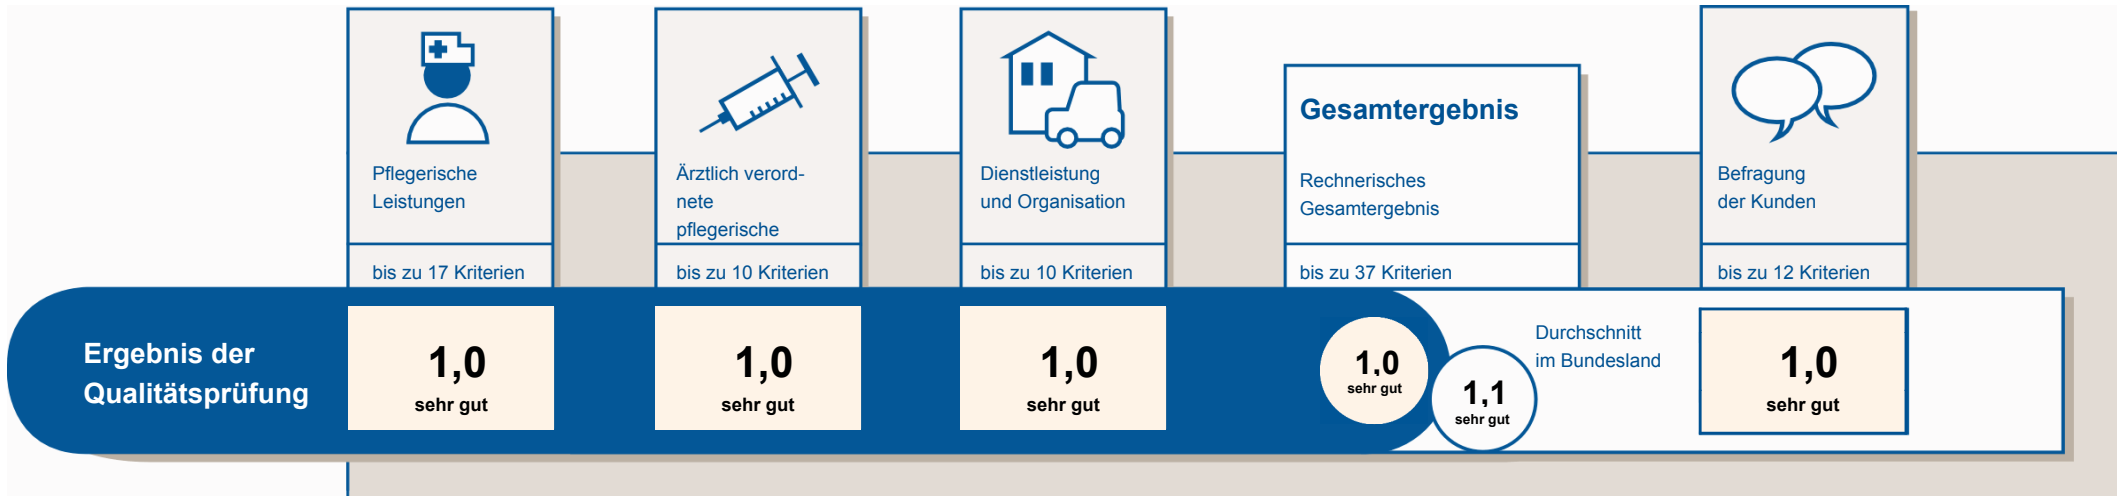 Pflegerische
Leistungen
bis zu 17 Kriterien
Ärztlich verord-
nete
pflegerische
bis zu 10 Kriterien
Dienstleistung
und Organisation
bis zu 10 Kriterien
Gesamtergebnis
Rechnerisches
Gesamtergebnis
bis zu 37 Kriterien
Befragung
der Kunden
bis zu 12 Kriterien
Ergebnis der
Qualitätsprüfung
1,0
sehr gut
1,0
sehr gut
1,0
sehr gut
1,0
sehr gut
1,1
sehr gut
Durchschnitt
im Bundesland
1,0
sehr gut